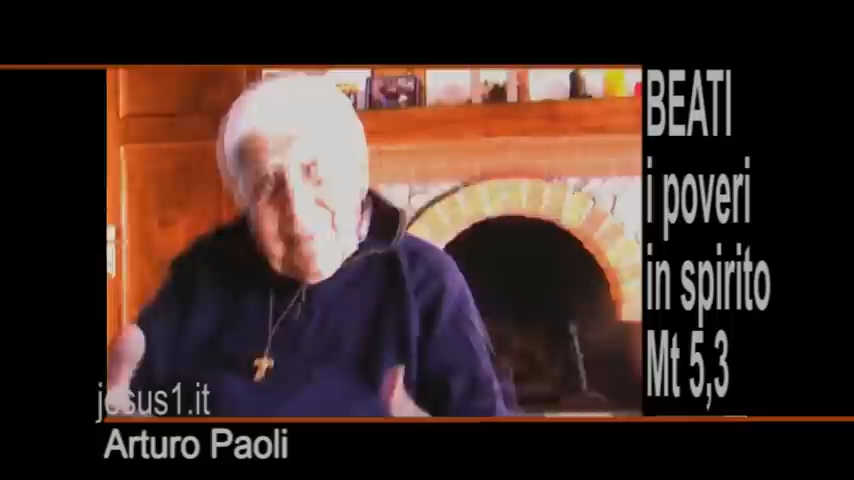 BEATI
i poveri
in spirito
Mt 5,3
jesus1.it
Arturo Paoli